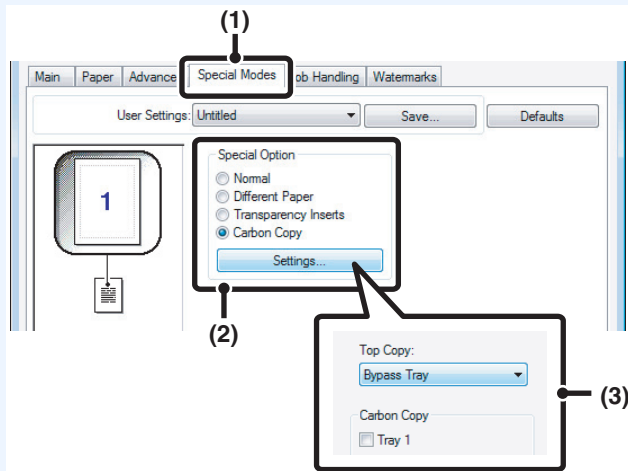 (1)
Main Paper Advance Special Modes ob Handling Watermarks
User Settings: Untitled Save... Defaults
Special Option
Normal
Different Paper
Transparency Inserts
Carbon Copy
Settings...
1
(2)
Top Copy:
Bypass Tray
(3)
Carbon Copy
Tray 1